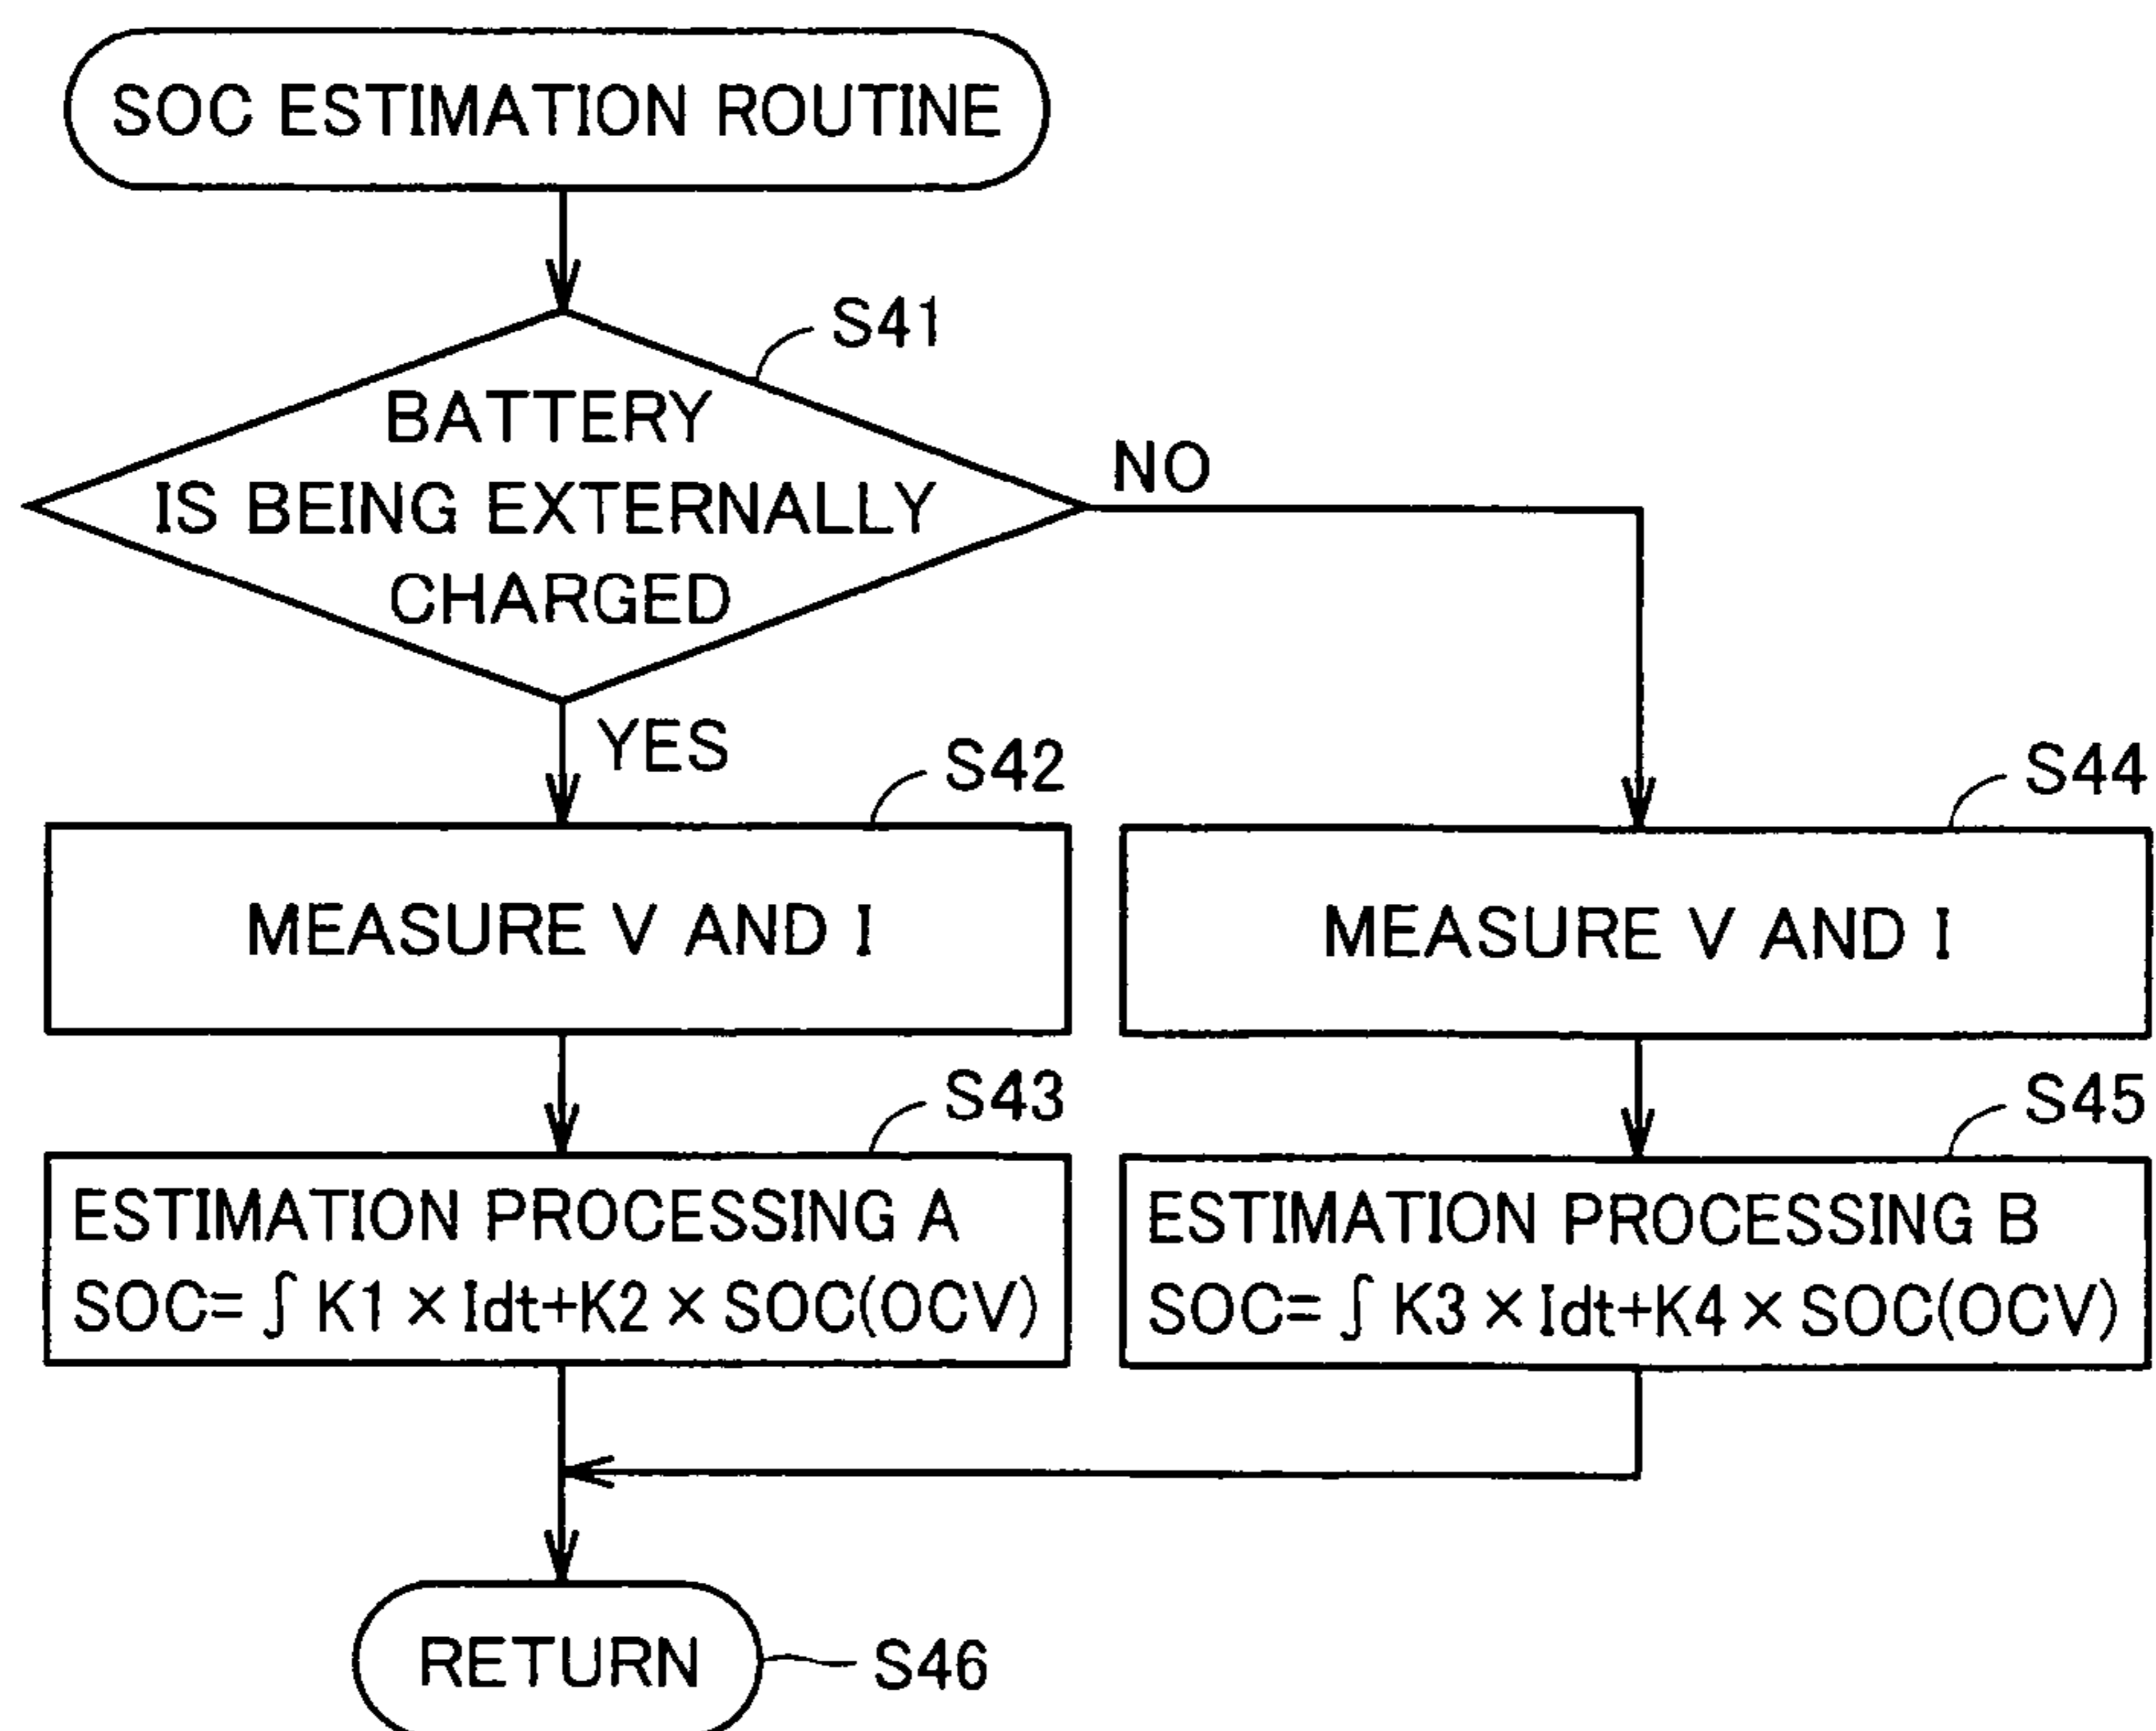 SOC ESTIMATION ROUTINE
S41
BATTERY
IS BEING EXTERNALLY
CHARGED
NO
YES
S42
MEASURE V AND I
S44
MEASURE V AND I
S43
ESTIMATION PROCESSING A
SOC=∫K1×Idt+K2×SOC(OCV)
S45
ESTIMATION PROCESSING B
SOC=∫K3×Idt+K4×SOC(OCV)
RETURN
S46